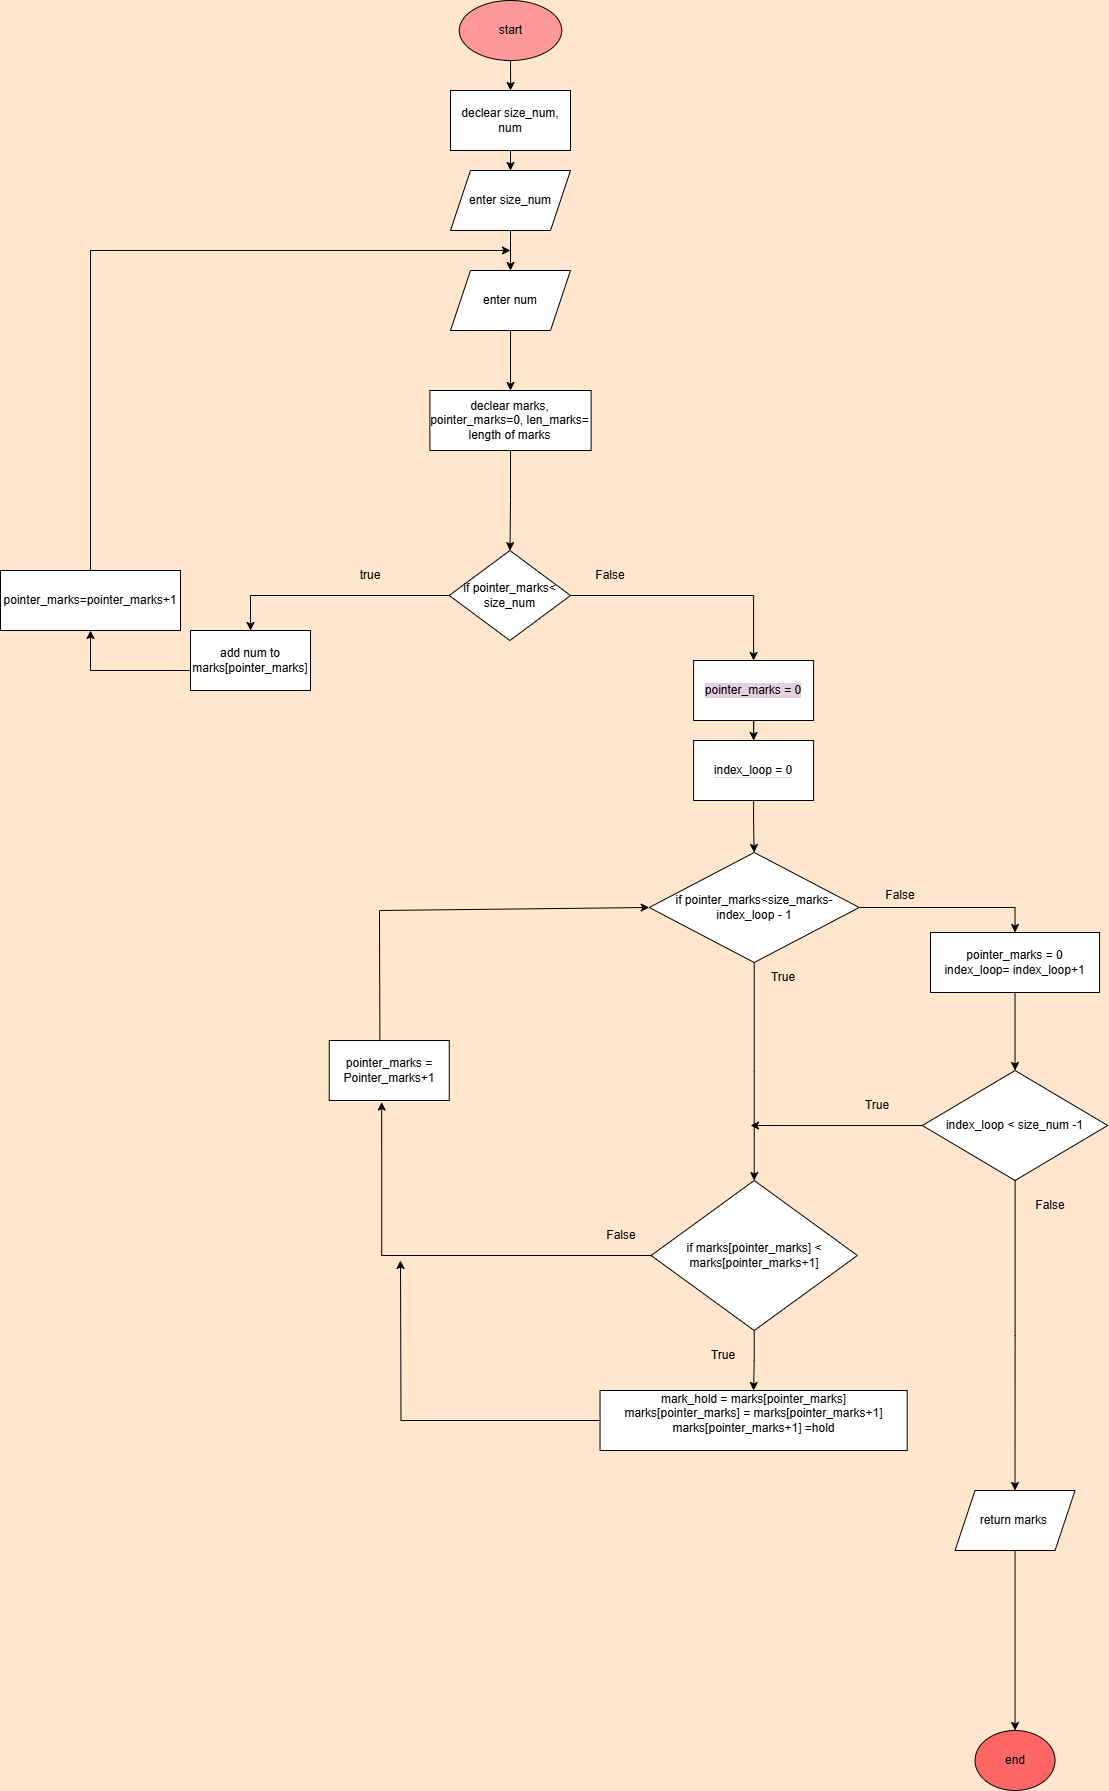 start
declear size_num,
num
enter size_num
enter num
declear marks,
pointer_marks=0, len_marks=
length of marks
true
False
if pointer_marks<
size_num
pointer_marks=pointer_marks+1
add num to
marks[pointer_marks]
pointer_marks = 0
index_loop = 0
if pointer_marks<size_marks-
index_loop - 1
False
True
pointer_marks = 0
index_loop= index_loop+1
pointer_marks =
Pointer_marks+1
True
index_loop < size_num -1
False
False
if marks[pointer_marks] <
marks[pointer_marks+1]
True
mark_hold = marks[pointer_marks]
marks[pointer_marks] = marks[pointer_marks+1]
marks[pointer_marks+1] =hold
return marks
end